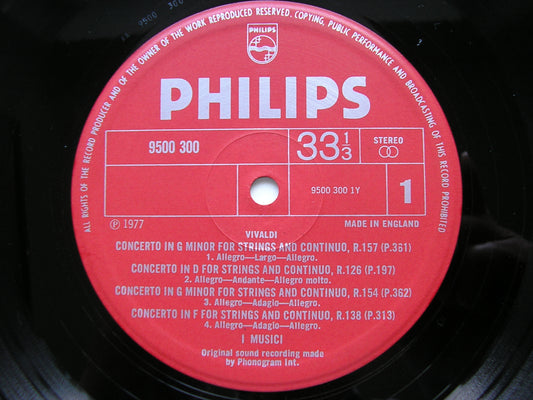 ALL RIGHTS OF THE RECORD PRODUCER AND OF THE OWNER OF THE WORK REPRODUCED RESERVED. COPYING, PUBLIC PERFORMANCE AND BROADCASTING OF THIS RECORD PROHIBITED
PHILIPS
PHILIPS
9500 300
33 1/3
STEREO
9500 300 1Y
1
℗ 1977
VIVALDI
MADE IN ENGLAND
CONCERTO IN G MINOR FOR STRINGS AND CONTINUO, R.157 (P.361)
1. Allegro—Largo—Allegro.
CONCERTO IN D FOR STRINGS AND CONTINUO, R.126 (P.197)
2. Allegro—Andante—Allegro molto.
CONCERTO IN G MINOR FOR STRINGS AND CONTINUO, R.154 (P.362)
3. Allegro—Adagio—Allegro.
CONCERTO IN F FOR STRINGS AND CONTINUO, R.138 (P.313)
4. Allegro—Adagio—Allegro.
I MUSICI
Original sound recording made
by Phonogram Int.